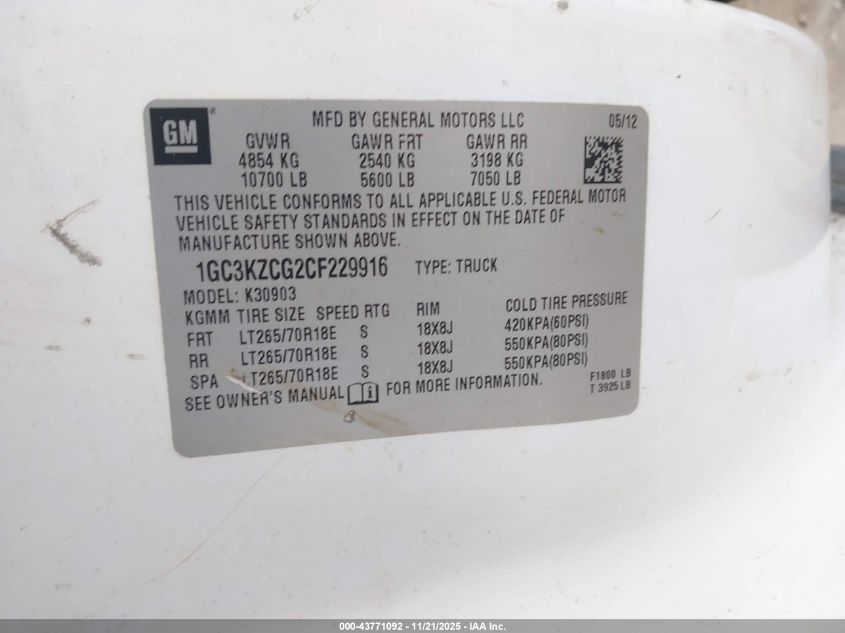 GM
MFD BY GENERAL MOTORS LLC 05/12
GVWR GAWR FRT GAWR RR
4854 KG 2540 KG 3198 KG
10700 LB 5600 LB 7050 LB
THIS VEHICLE CONFORMS TO ALL APPLICABLE U.S. FEDERAL MOTOR
VEHICLE SAFETY STANDARDS IN EFFECT ON THE DATE OF
MANUFACTURE SHOWN ABOVE.
1GC3KZCG2CF229916 TYPE: TRUCK
MODEL: K30903
KGMM TIRE SIZE SPEED RTG RIM COLD TIRE PRESSURE
FRT LT265/70R18E S 18X8J 420KPA(60PSI)
RR LT265/70R18E S 18X8J 550KPA(80PSI)
SPA LT265/70R18E S 18X8J 550KPA(80PSI)
SEE OWNER'S MANUAL FOR MORE INFORMATION.
F1800 LB
T 3925 LB
000-43771092 - 11/21/2025 - IAA Inc.